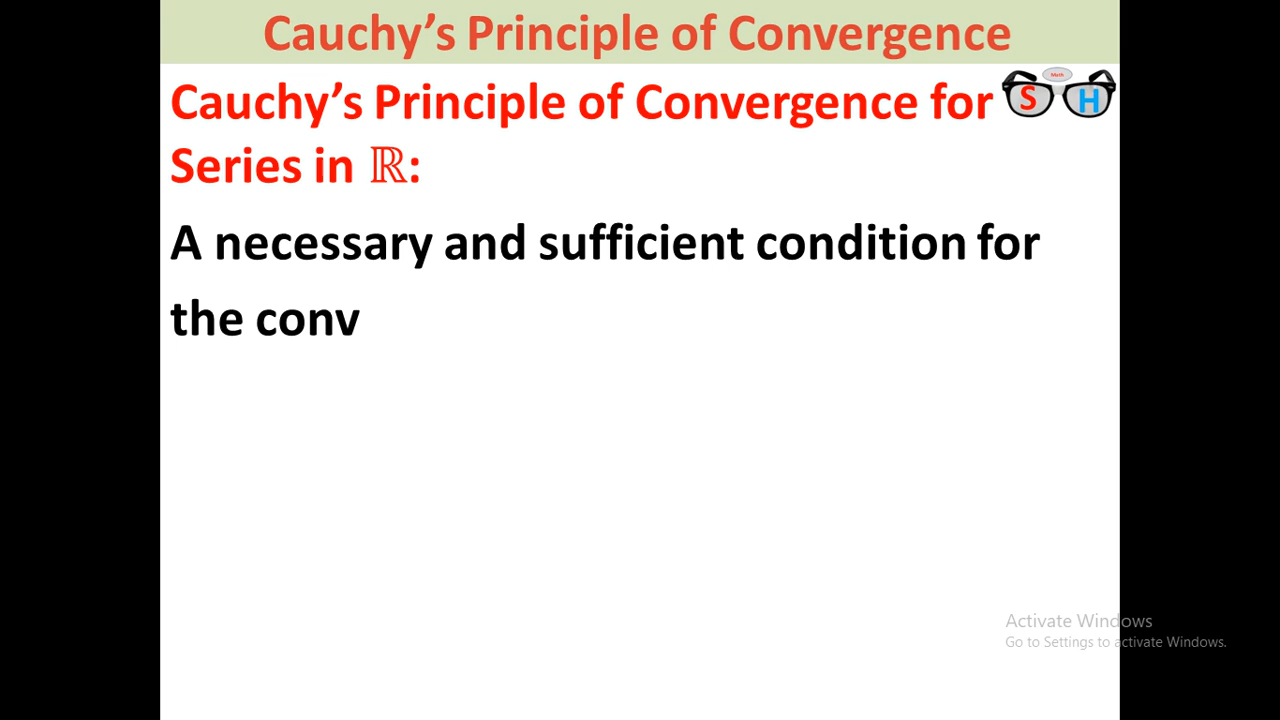 Cauchy’s Principle of Convergence
Cauchy’s Principle of Convergence for
Math
S H
Series in ℝ:
A necessary and sufficient condition for
the conv
Activate Windows
Go to Settings to activate Windows.